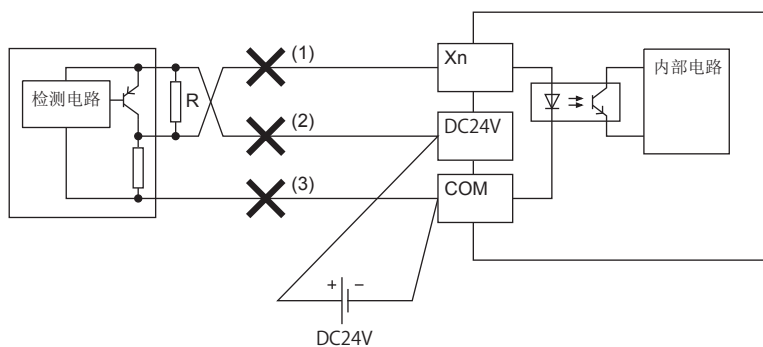 (1)
Xn
内部电路
检测电路
R
(2)
DC24V
(3)
COM
+ −
DC24V